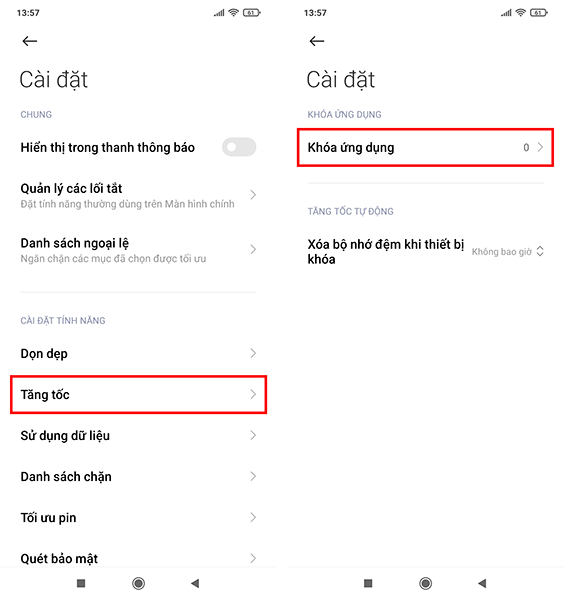 13:57
61
Cài đặt
CHUNG
Hiển thị trong thanh thông báo
Quản lý các lối tắt
Đặt tính năng thường dùng trên Màn hình chính
Danh sách ngoại lệ
Ngăn chặn các mục đã chọn được tối ưu
CÀI ĐẶT TÍNH NĂNG
Dọn dẹp
Tăng tốc
Sử dụng dữ liệu
Danh sách chặn
Tối ưu pin
Quét bảo mật
13:57
61
Cài đặt
KHÓA ỨNG DỤNG
Khóa ứng dụng 0
TĂNG TỐC TỰ ĐỘNG
Xóa bộ nhớ đệm khi thiết bị
khóa
Không bao giờ